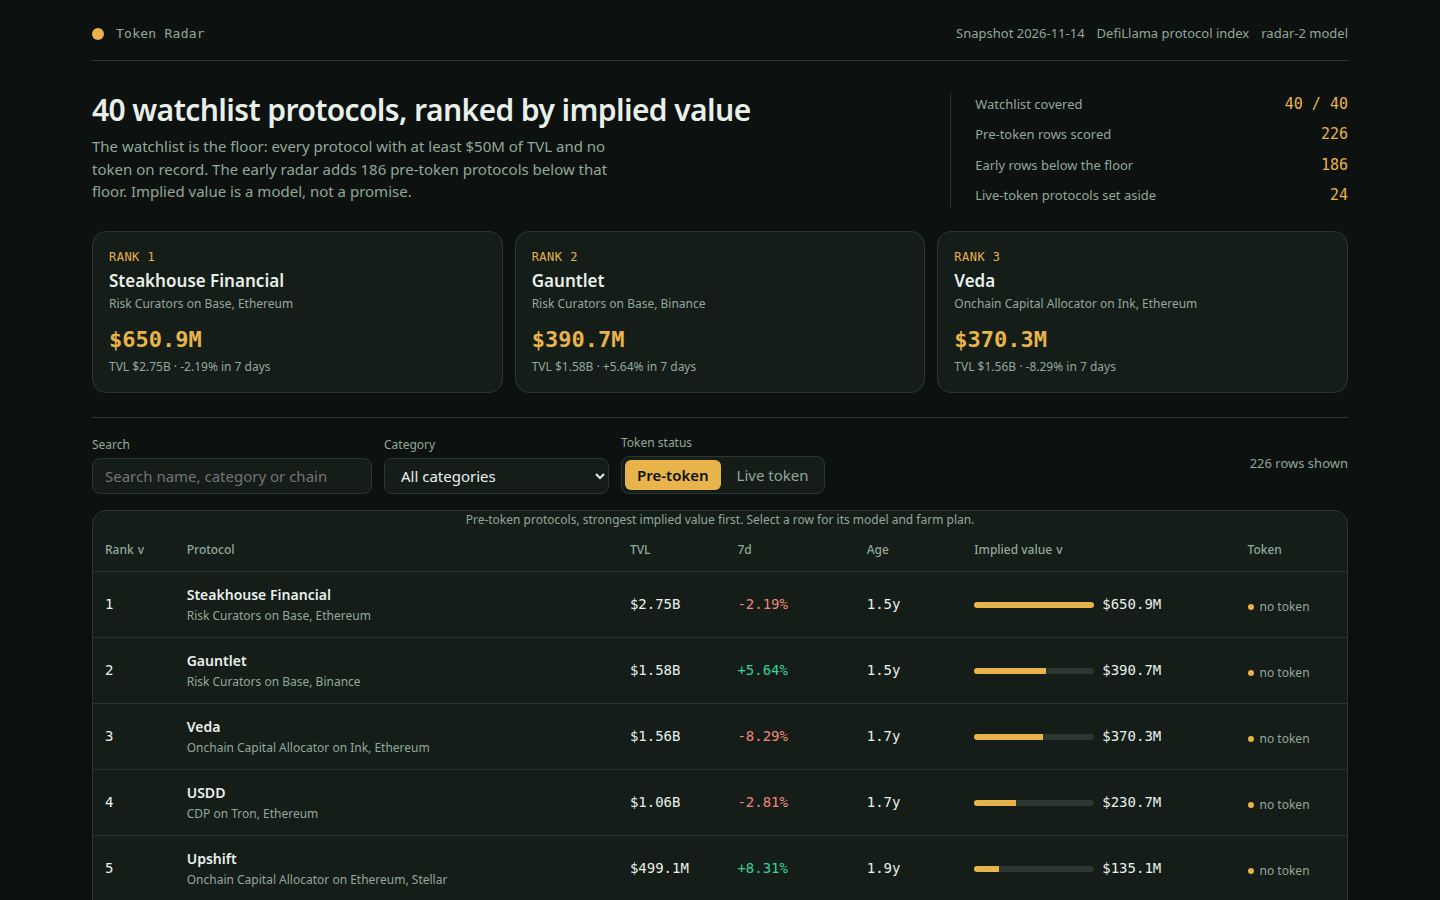 Token Radar
Snapshot 2026-11-14 DefiLlama protocol index radar-2 model
40 watchlist protocols, ranked by implied value
The watchlist is the floor: every protocol with at least $50M of TVL and no
token on record. The early radar adds 186 pre-token protocols below that
floor. Implied value is a model, not a promise.
Watchlist covered 40 / 40
Pre-token rows scored 226
Early rows below the floor 186
Live-token protocols set aside 24
RANK 1
Steakhouse Financial
Risk Curators on Base, Ethereum
$650.9M
TVL $2.75B · -2.19% in 7 days
RANK 2
Gauntlet
Risk Curators on Base, Binance
$390.7M
TVL $1.58B · +5.64% in 7 days
RANK 3
Veda
Onchain Capital Allocator on Ink, Ethereum
$370.3M
TVL $1.56B · -8.29% in 7 days
Search
Search name, category or chain
Category
All categories
Token status
Pre-token Live token
226 rows shown
Pre-token protocols, strongest implied value first. Select a row for its model and farm plan.
Rank v Protocol TVL 7d Age Implied value v Token
1 Steakhouse Financial $2.75B -2.19% 1.5y $650.9M no token
Risk Curators on Base, Ethereum
2 Gauntlet $1.58B +5.64% 1.5y $390.7M no token
Risk Curators on Base, Binance
3 Veda $1.56B -8.29% 1.7y $370.3M no token
Onchain Capital Allocator on Ink, Ethereum
4 USDD $1.06B -2.81% 1.7y $230.7M no token
CDP on Tron, Ethereum
5 Upshift $499.1M +8.31% 1.9y $135.1M no token
Onchain Capital Allocator on Ethereum, Stellar